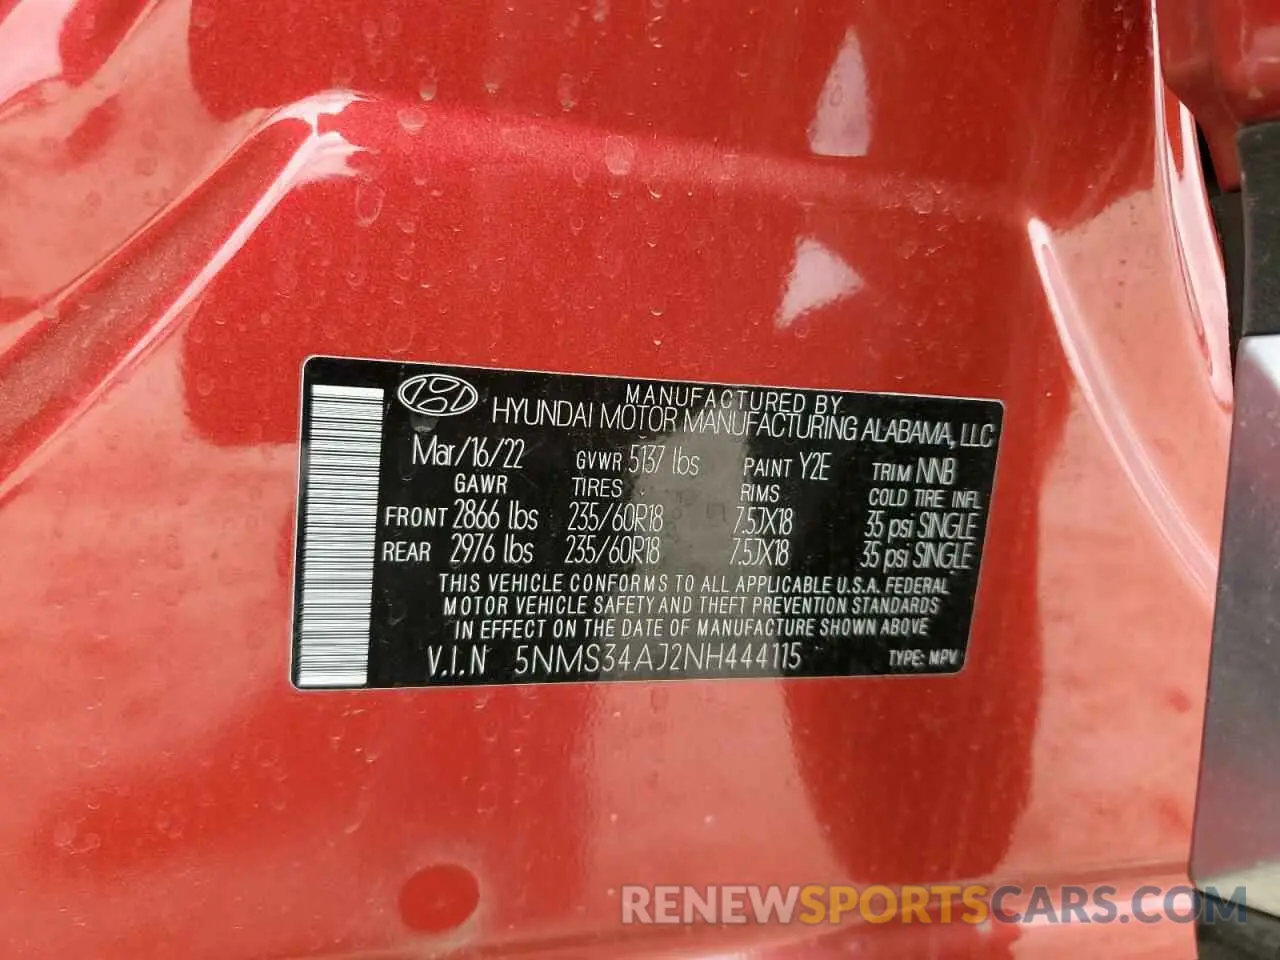 MANUFACTURED BY
HYUNDAI MOTOR MANUFACTURING ALABAMA, LLC
Mar/16/22 GVWR 5137 lbs PAINT Y2E TRIM NNB
GAWR TIRES RIMS COLD TIRE INFL
FRONT 2866 lbs 235/60R18 7.5JX18 35 psi SINGLE
REAR 2976 lbs 235/60R18 7.5JX18 35 psi SINGLE
THIS VEHICLE CONFORMS TO ALL APPLICABLE U.S.A. FEDERAL
MOTOR VEHICLE SAFETY AND THEFT PREVENTION STANDARDS
IN EFFECT ON THE DATE OF MANUFACTURE SHOWN ABOVE
V.I.N 5NMS34AJ2NH444115 TYPE: MPV
RENEWSPORTSCARS.COM